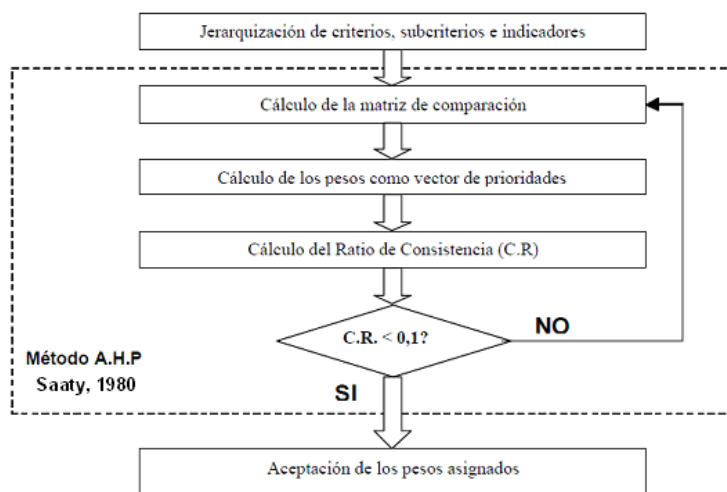 Jerarquización de criterios, subcriterios e indicadores
Cálculo de la matriz de comparación
Cálculo de los pesos como vector de prioridades
Cálculo del Ratio de Consistencia (C.R)
C.R. < 0,1?
NO
Método A.H.P
Saaty, 1980
SI
Aceptación de los pesos asignados